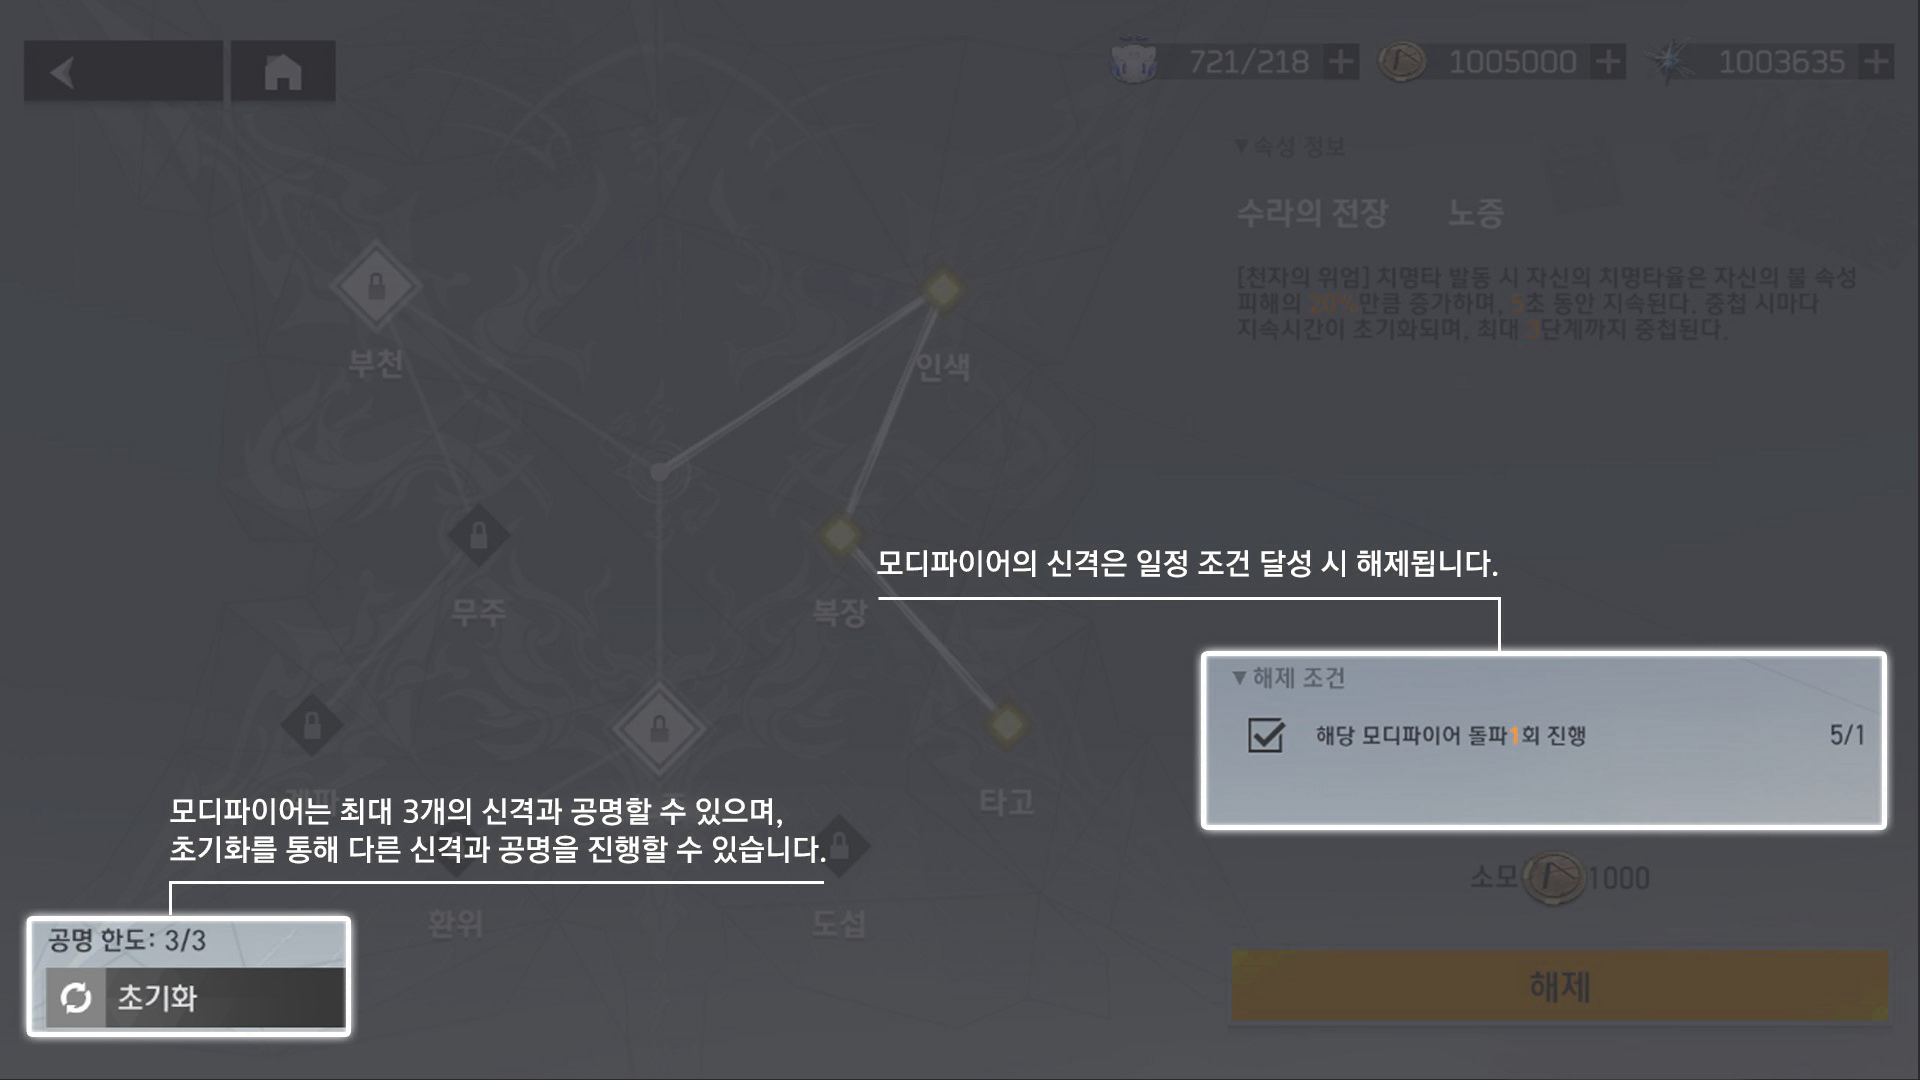 721/218
1005000
1003635
▼속성 정보
수라의 전장 노증
[천자의 위엄] 치명타 발동 시 자신의 치명타율은 자신의 불 속성
피해의 20%만큼 증가하며, 5초 동안 지속된다. 중첩 시마다
지속시간이 초기화되며, 최대 3단계까지 중첩된다.
부천
인색
모디파이어의 신격은 일정 조건 달성 시 해제됩니다.
무주
복장
▼해제 조건
해당 모디파이어 돌파1회 진행 5/1
타고
모디파이어는 최대 3개의 신격과 공명할 수 있으며,
초기화를 통해 다른 신격과 공명을 진행할 수 있습니다.
소모 1000
환위
도섭
공명 한도: 3/3
초기화
해제